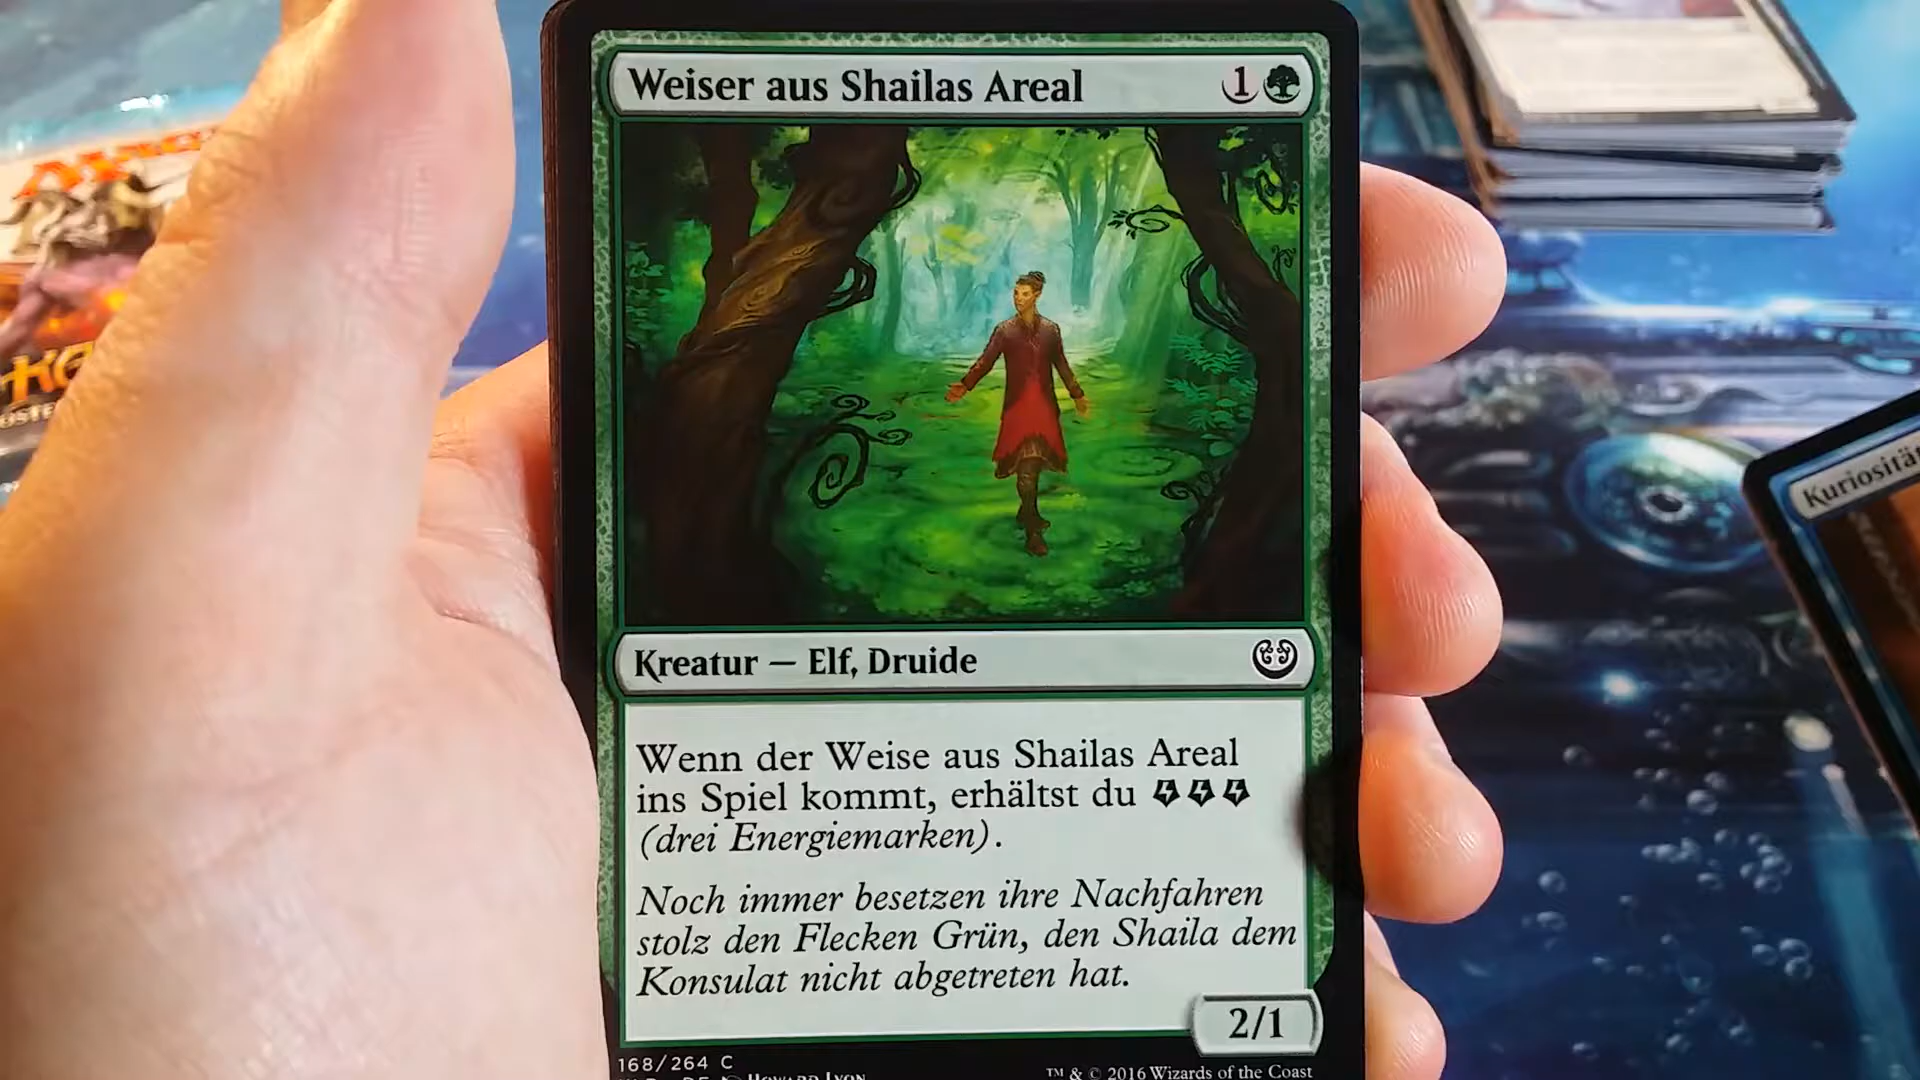 Weiser aus Shailas Areal 1
Kreatur — Elf, Druide
Wenn der Weise aus Shailas Areal
ins Spiel kommt, erhältst du
(drei Energiemarken).
Noch immer besetzen ihre Nachfahren
stolz den Flecken Grün, den Shaila dem
Konsulat nicht abgetreten hat.
2/1
168/264 C
Howard Lyon
™ & © 2016 Wizards of the Coast